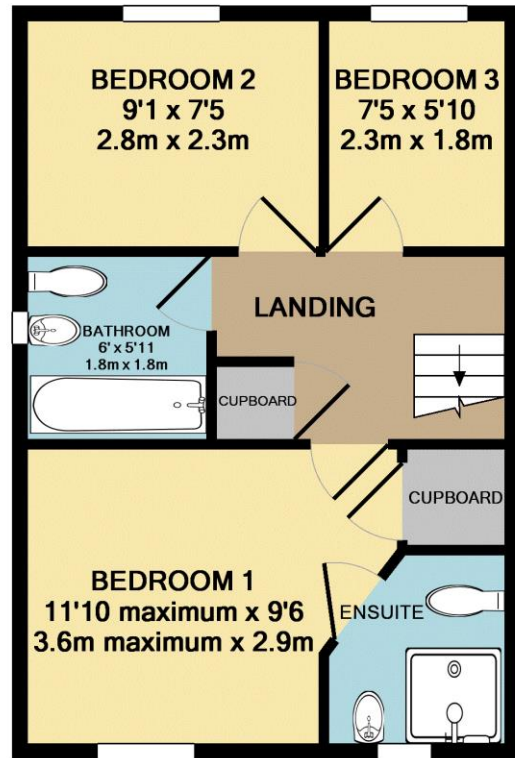 BEDROOM 2
9'1 x 7'5
2.8m x 2.3m
BEDROOM 3
7'5 x 5'10
2.3m x 1.8m
LANDING
BATHROOM
6' x 5'11
1.8m x 1.8m
CUPBOARD
CUPBOARD
BEDROOM 1
11'10 maximum x 9'6
3.6m maximum x 2.9m
ENSUITE